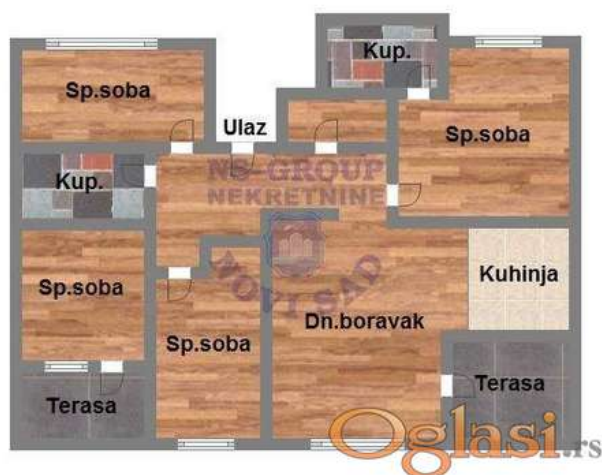 Kup.
Sp.soba
Ulaz
Sp.soba
NS-GROUP
NEKRETNINE
Kup.
NOVI SAD
Kuhinja
Sp.soba
Dn.boravak
Sp.soba
Terasa
Terasa
Oglasi.rs